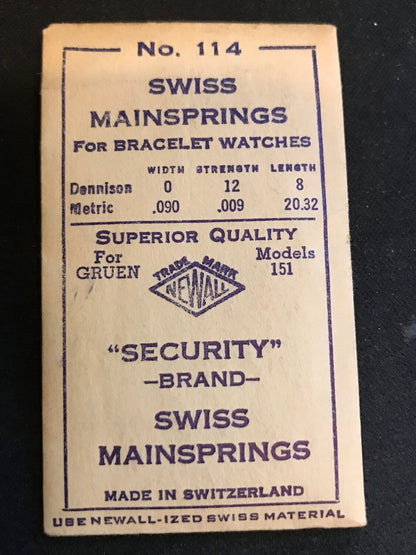 No. 114
SWISS
MAINSPRINGS
FOR BRACELET WATCHES
WIDTH STRENGTH LENGTH
Dennison 0 12 8
Metric .090 .009 20.32
SUPERIOR QUALITY
For GRUEN
TRADE MARK
NEWALL
Models 151
"SECURITY"
—BRAND—
SWISS
MAINSPRINGS
MADE IN SWITZERLAND
USE NEWALL-IZED SWISS MATERIAL